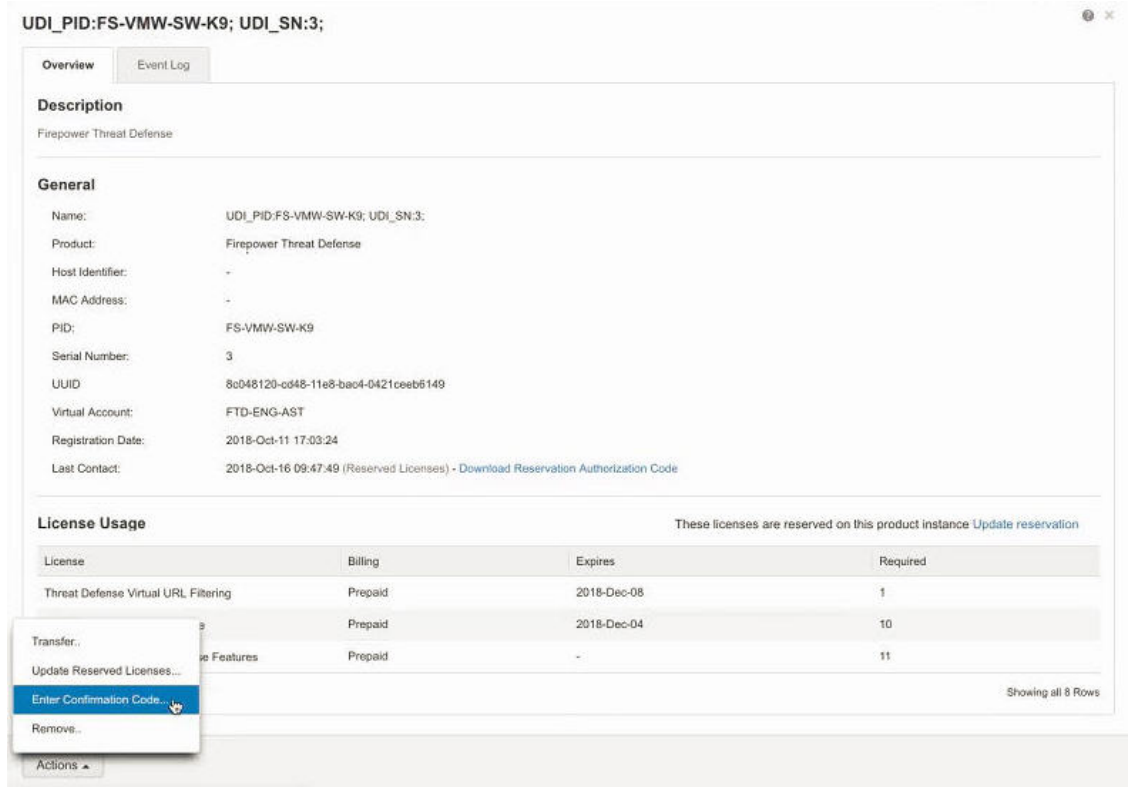 UDI_PID:FS-VMW-SW-K9; UDI_SN:3;
Overview Event Log
Description
Firepower Threat Defense
General
Name: UDI_PID:FS-VMW-SW-K9; UDI_SN:3;
Product: Firepower Threat Defense
Host Identifier: -
MAC Address: -
PID: FS-VMW-SW-K9
Serial Number: 3
UUID 8c048120-cd48-11e8-bac4-0421ceeb6149
Virtual Account: FTD-ENG-AST
Registration Date: 2018-Oct-11 17:03:24
Last Contact: 2018-Oct-16 09:47:49 (Reserved Licenses) - Download Reservation Authorization Code
License Usage These licenses are reserved on this product instance Update reservation
License Billing Expires Required
Threat Defense Virtual URL Filtering Prepaid 2018-Dec-08 1
Prepaid 2018-Dec-04 10
Features Prepaid - 11
Showing all 8 Rows
Transfer..
Update Reserved Licenses...
Enter Confirmation Code...
Remove..
Actions